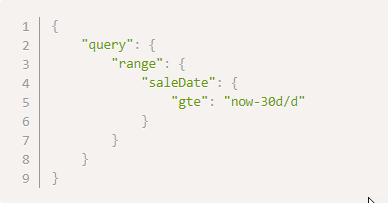 1 {
2     "query": {
3         "range": {
4             "saleDate": {
5                 "gte": "now-30d/d"
6             }
7         }
8     }
9 }